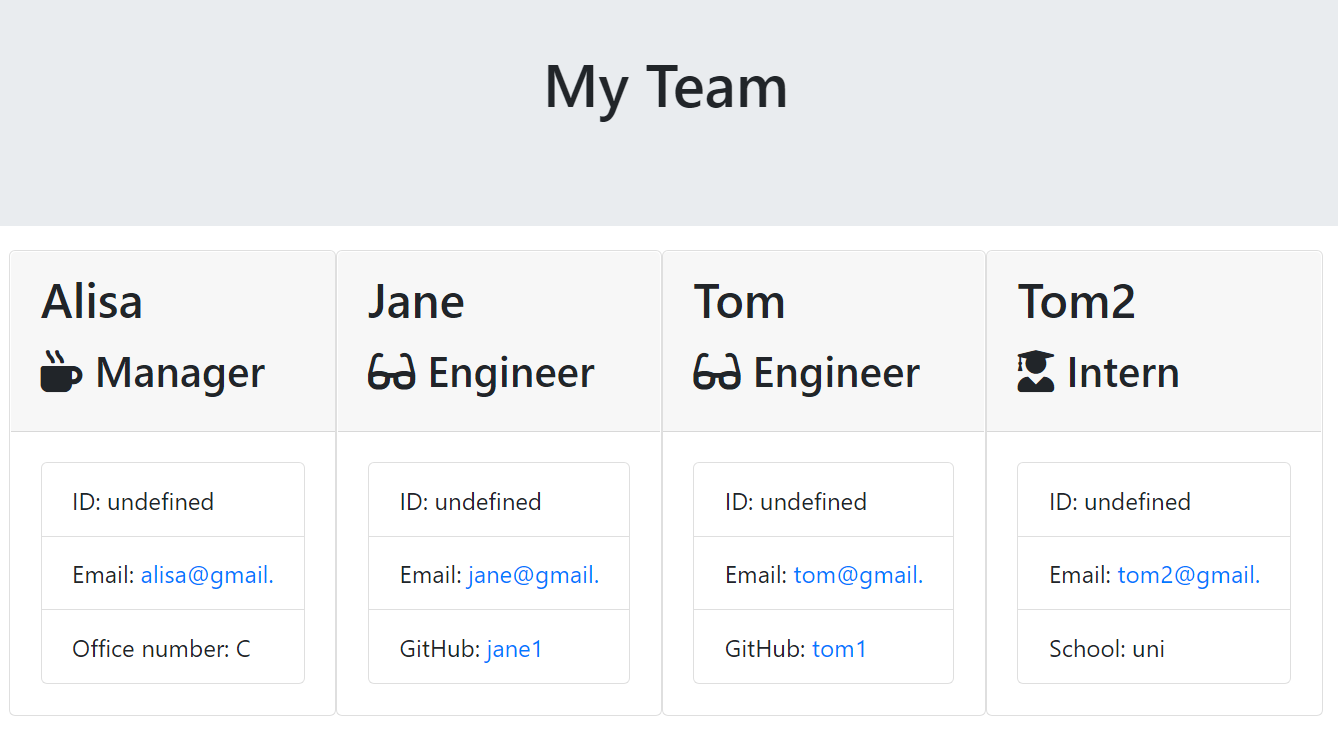 My Team
Alisa
Manager
ID: undefined
Email: alisa@gmail.
Office number: C
Jane
Engineer
ID: undefined
Email: jane@gmail.
GitHub: jane1
Tom
Engineer
ID: undefined
Email: tom@gmail.
GitHub: tom1
Tom2
Intern
ID: undefined
Email: tom2@gmail.
School: uni